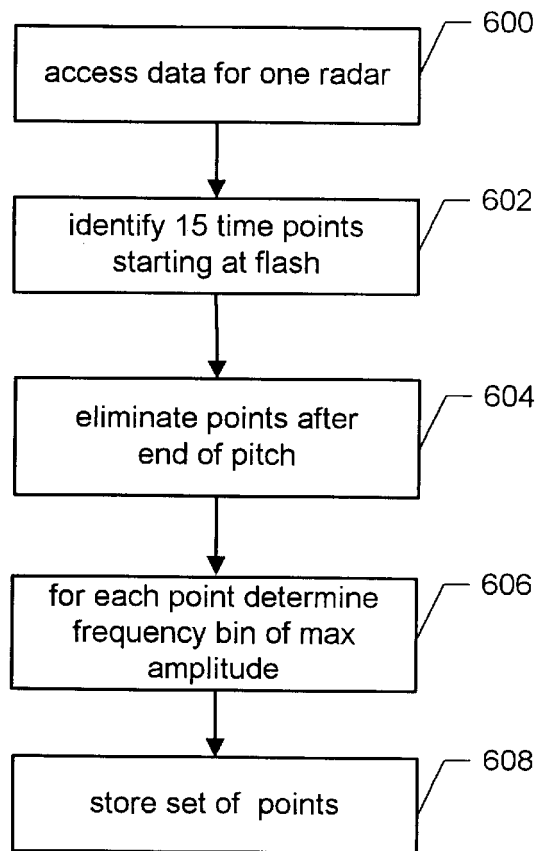 600
access data for one radar
602
identify 15 time points
starting at flash
604
eliminate points after
end of pitch
606
for each point determine
frequency bin of max
amplitude
608
store set of points